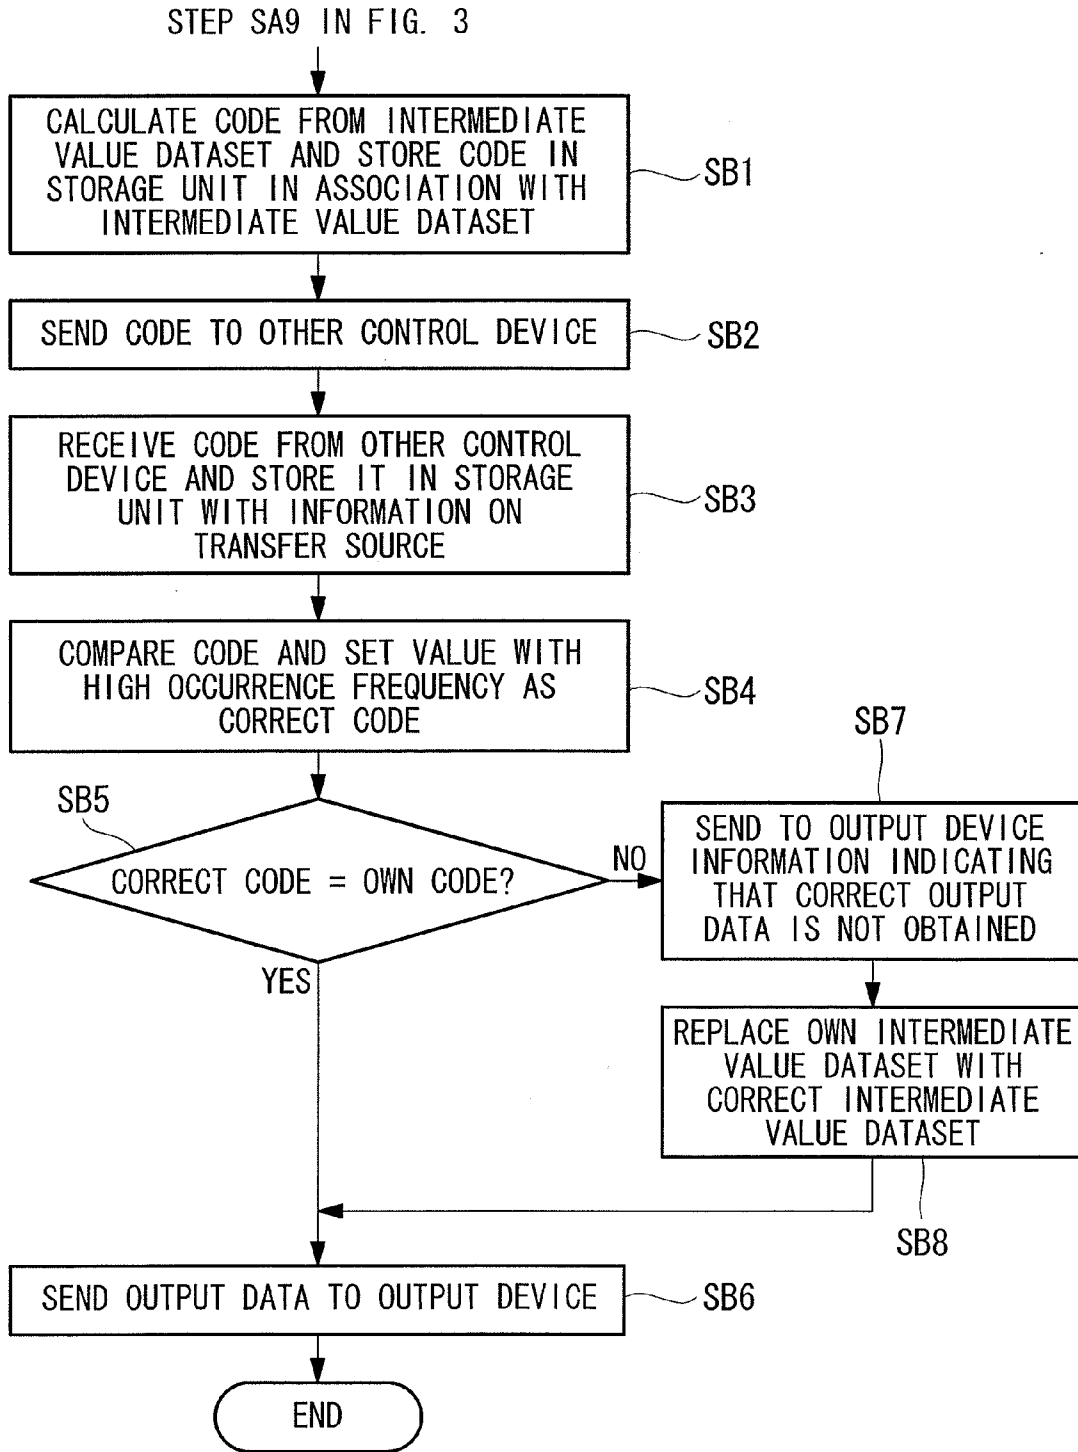 STEP SA9 IN FIG. 3
CALCULATE CODE FROM INTERMEDIATE
VALUE DATASET AND STORE CODE IN
STORAGE UNIT IN ASSOCIATION WITH
INTERMEDIATE VALUE DATASET
SB1
SEND CODE TO OTHER CONTROL DEVICE
SB2
RECEIVE CODE FROM OTHER CONTROL
DEVICE AND STORE IT IN STORAGE
UNIT WITH INFORMATION ON
TRANSFER SOURCE
SB3
COMPARE CODE AND SET VALUE WITH
HIGH OCCURRENCE FREQUENCY AS
CORRECT CODE
SB4
SB5
CORRECT CODE = OWN CODE?
NO
YES
SB7
SEND TO OUTPUT DEVICE
INFORMATION INDICATING
THAT CORRECT OUTPUT
DATA IS NOT OBTAINED
REPLACE OWN INTERMEDIATE
VALUE DATASET WITH
CORRECT INTERMEDIATE
VALUE DATASET
SB8
SEND OUTPUT DATA TO OUTPUT DEVICE
SB6
END